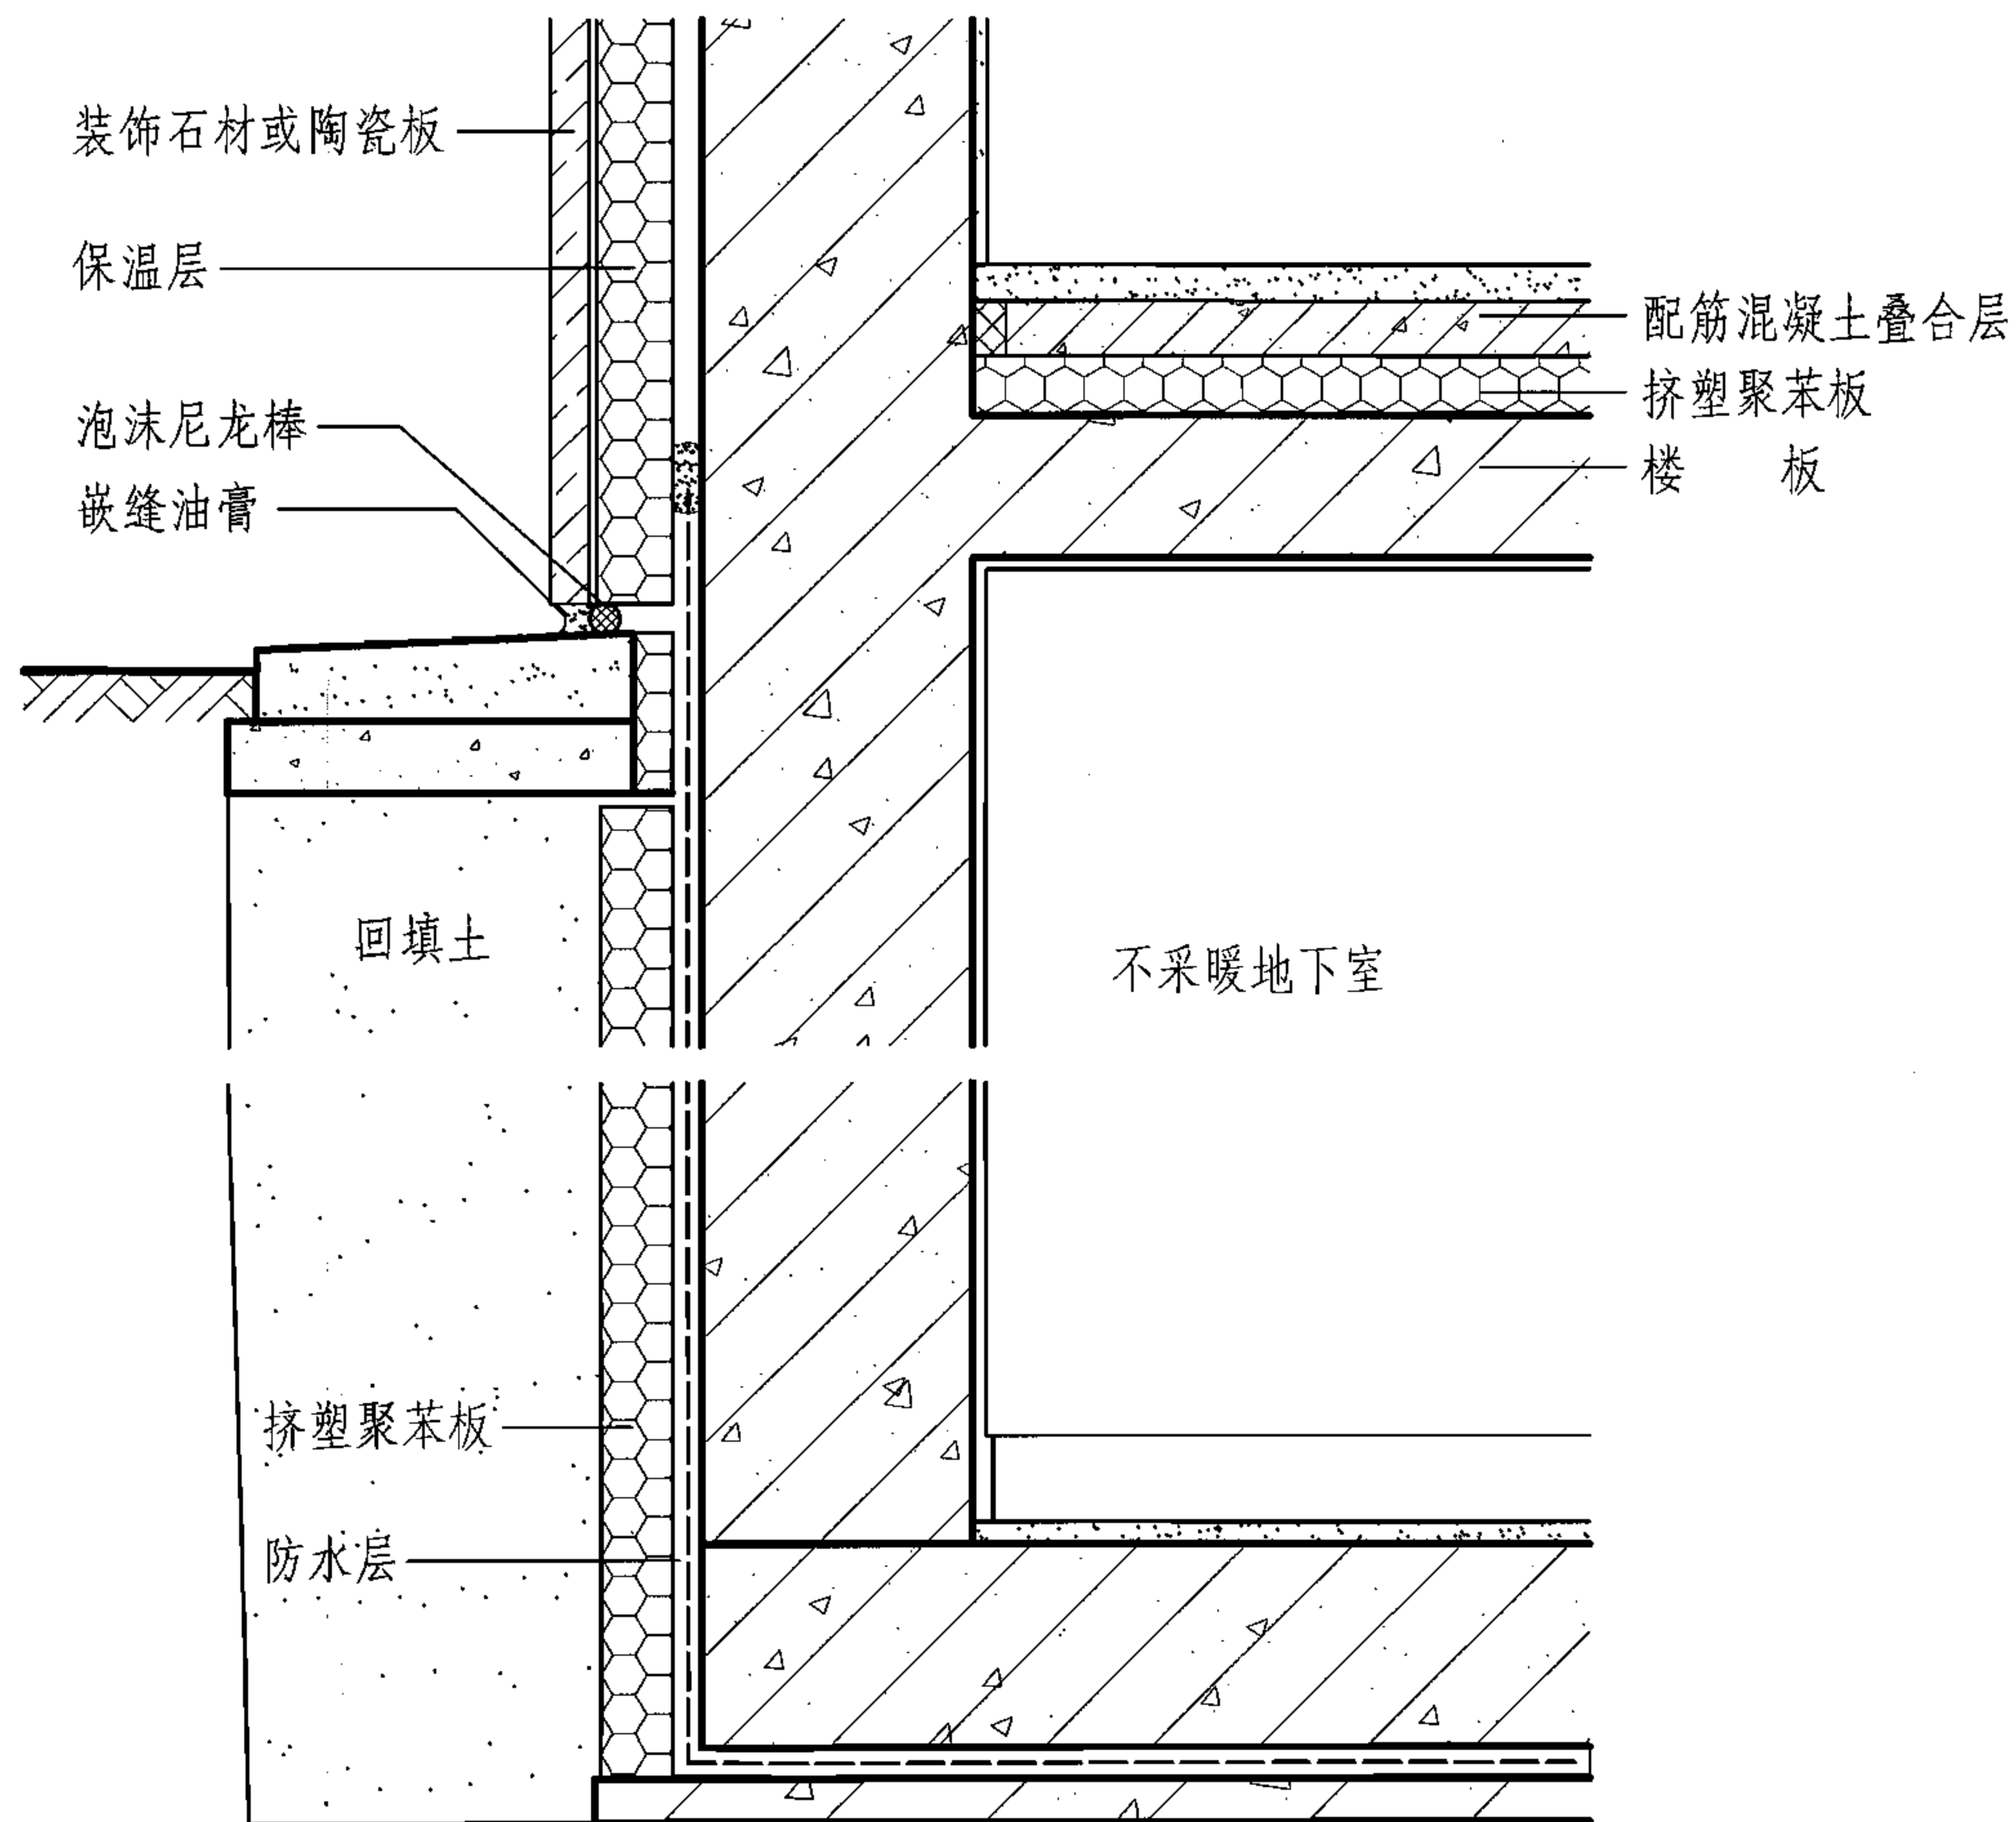 装饰石材或陶瓷板
保温层
配筋混凝土叠合层
挤塑聚苯板
楼 板
泡沫尼龙棒
嵌缝油膏
回填土
不采暖地下室
挤塑聚苯板
防水层